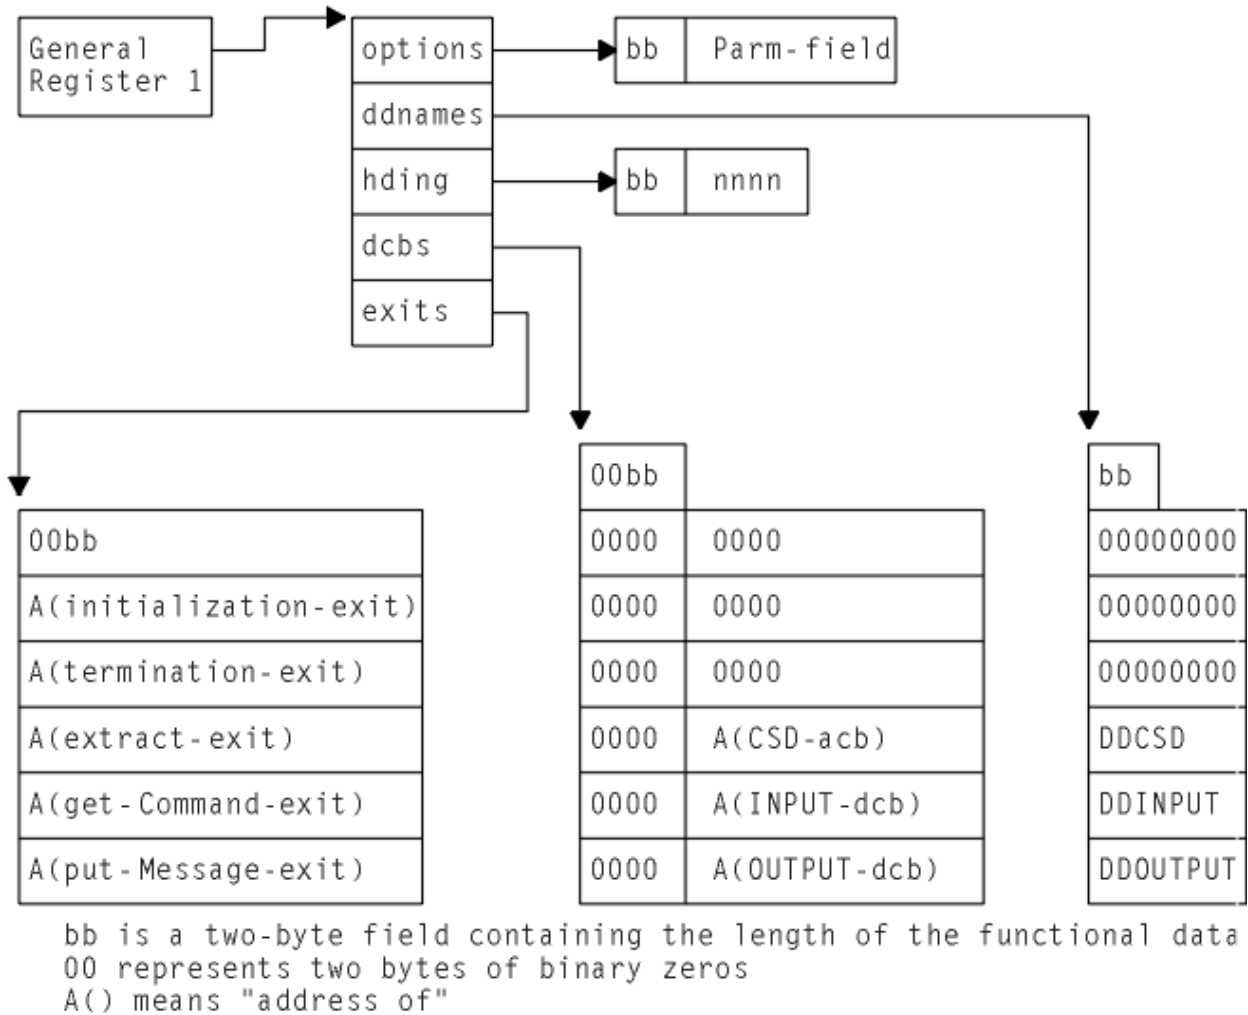 General
Register 1
options
bb Parm-field
ddnames
hding
bb nnnn
dcbs
exits
00bb
A(initialization-exit)
A(termination-exit)
A(extract-exit)
A(get-Command-exit)
A(put-Message-exit)
00bb
0000 0000
0000 0000
0000 0000
0000 A(CSD-acb)
0000 A(INPUT-dcb)
0000 A(OUTPUT-dcb)
bb
00000000
00000000
00000000
DDCSD
DDINPUT
DDOUTPUT
bb is a two-byte field containing the length of the functional data
00 represents two bytes of binary zeros
A() means "address of"